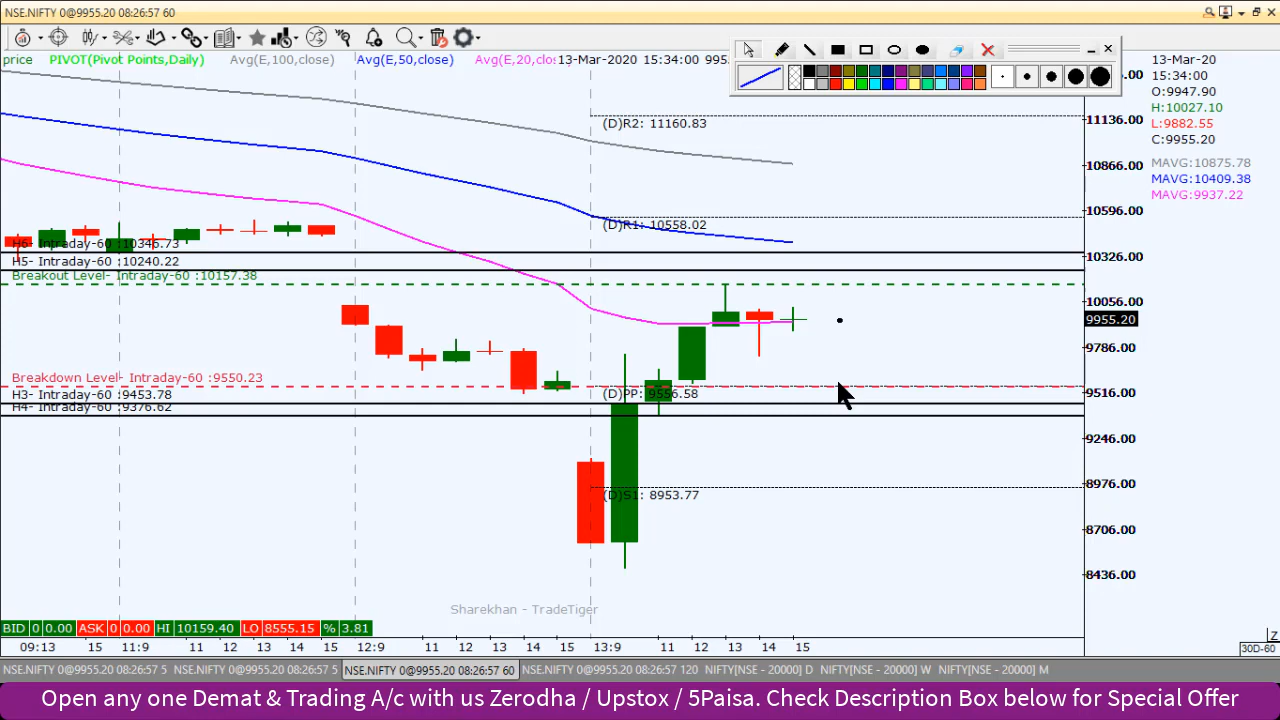 NSE.NIFTY 0@9955.20 08:26:57 60
price PIVOT(Pivot Points,Daily) Avg(E,100,close) Avg(E,50,close) Avg(E,20,clos 13-Mar-2020 15:34:00 995
13-Mar-20
15:34:00
O:9947.90
H:10027.10
L:9882.55
C:9955.20
MAVG:10875.78
MAVG:10409.38
MAVG:9937.22
11136.00
10866.00
10596.00
10326.00
10056.00
9955.20
9786.00
9516.00
9246.00
8976.00
8706.00
8436.00
(D)R2: 11160.83
(D)R1: 10558.02
H6- Intraday-60 :10346.73
H5- Intraday-60 :10240.22
Breakout Level- Intraday-60 :10157.38
Breakdown Level- Intraday-60 :9550.23
(D)PP: 9556.58
H3- Intraday-60 :9453.78
H4- Intraday-60 :9376.62
(D)S1: 8953.77
Sharekhan - TradeTiger
BID 0 0.00 ASK 0 0.00 HI 10159.40 LO 8555.15 % 3.81
09:13 15 11:9 11 12 13 14 15 12:9 11 12 13 14 15 13:9 11 12 13 14 15
Z
30D-60
NSE.NIFTY 0@9955.20 08:26:57 5 NSE.NIFTY 0@9955.20 08:26:57 5 NSE.NIFTY 0@9955.20 08:26:57 60 NSE.NIFTY 0@9955.20 08:26:57 120 NIFTY[NSE - 20000] D NIFTY[NSE - 20000] W NIFTY[NSE - 20000] M
Open any one Demat & Trading A/c with us Zerodha / Upstox / 5Paisa. Check Description Box below for Special Offer